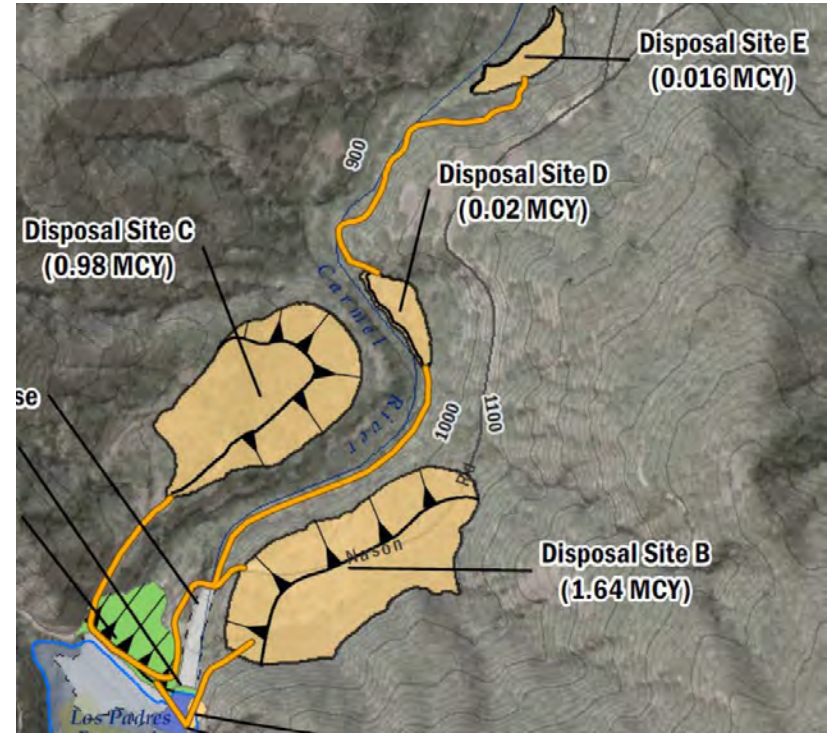 Disposal Site E
(0.016 MCY)
900
Disposal Site D
(0.02 MCY)
Disposal Site C
(0.98 MCY)
Carmel
River
se
1000
1100
Rd
Nason
Disposal Site B
(1.64 MCY)
Los Padres